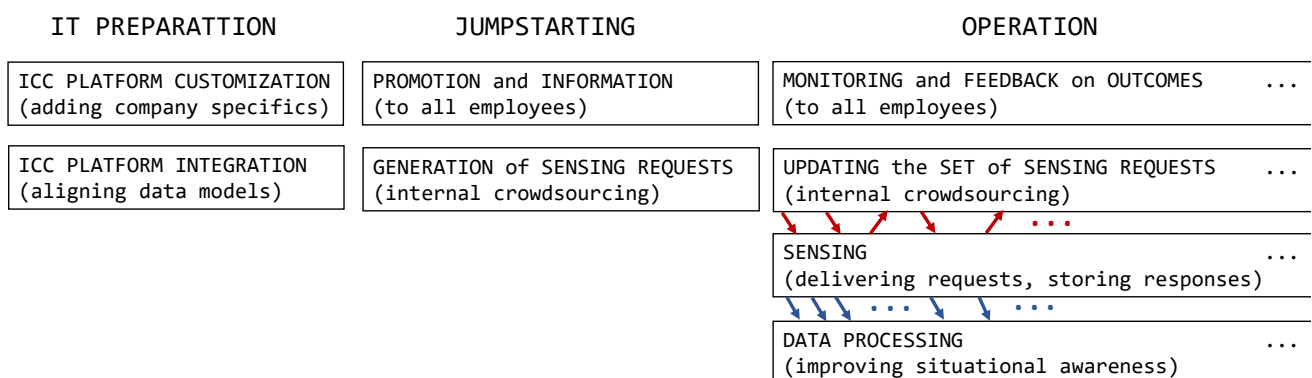 IT PREPARATTION
ICC PLATFORM CUSTOMIZATION
(adding company specifics)
ICC PLATFORM INTEGRATION
(aligning data models)
JUMPSTARTING
PROMOTION and INFORMATION
(to all employees)
GENERATION of SENSING REQUESTS
(internal crowdsourcing)
OPERATION
MONITORING and FEEDBACK on OUTCOMES ...
(to all employees)
UPDATING the SET of SENSING REQUESTS ...
(internal crowdsourcing)
...
SENSING ...
(delivering requests, storing responses)
... ...
DATA PROCESSING ...
(improving situational awareness)